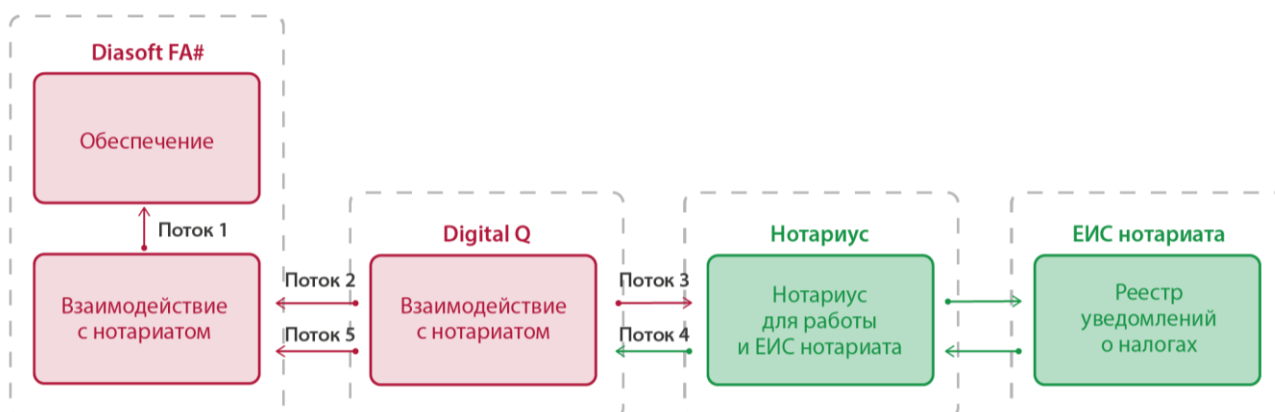 Diasoft FA#
Обеспечение
Поток 1
Взаимодействие
с нотариатом
Поток 2
Поток 5
Digital Q
Взаимодействие
с нотариатом
Поток 3
Поток 4
Нотариус
Нотариус
для работы
и ЕИС нотариата
ЕИС нотариата
Реестр
уведомлений
о налогах